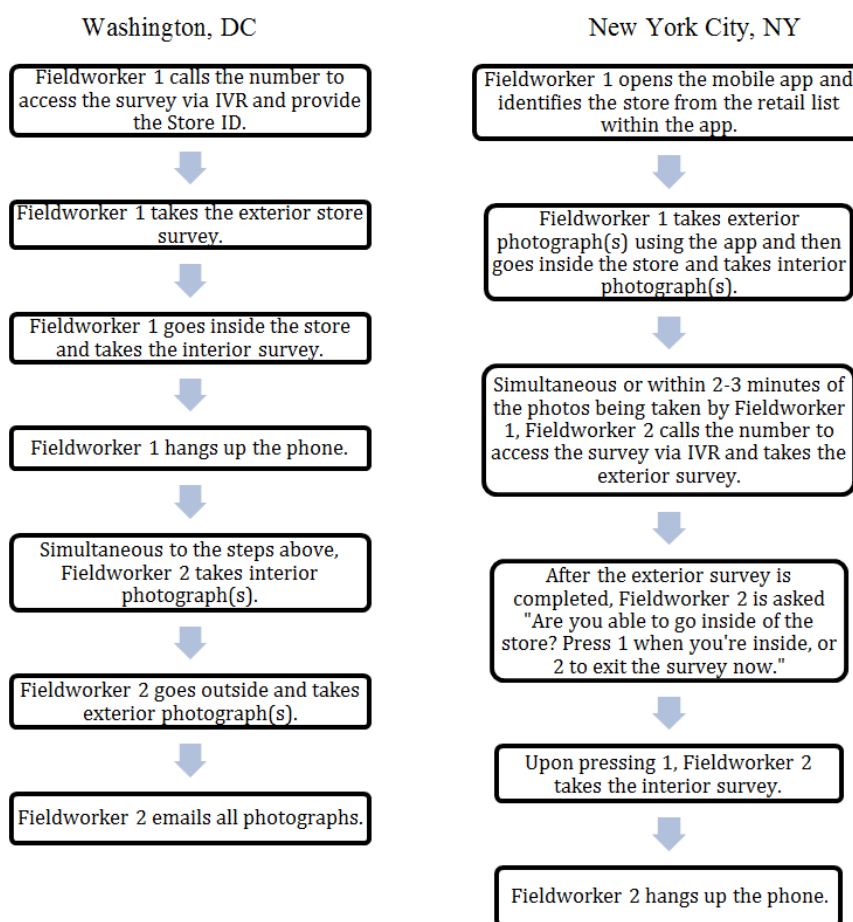 Washington, DC
Fieldworker 1 calls the number to
access the survey via IVR and provide
the Store ID.
Fieldworker 1 takes the exterior store
survey.
Fieldworker 1 goes inside the store
and takes the interior survey.
Fieldworker 1 hangs up the phone.
Simultaneous to the steps above,
Fieldworker 2 takes interior
photograph(s).
Fieldworker 2 goes outside and takes
exterior photograph(s).
Fieldworker 2 emails all photographs.
New York City, NY
Fieldworker 1 opens the mobile app and
identifies the store from the retail list
within the app.
Fieldworker 1 takes exterior
photograph(s) using the app and then
goes inside the store and takes interior
photograph(s).
Simultaneous or within 2-3 minutes of
the photos being taken by Fieldworker
1, Fieldworker 2 calls the number to
access the survey via IVR and takes the
exterior survey.
After the exterior survey is
completed, Fieldworker 2 is asked
"Are you able to go inside of the
store? Press 1 when you're inside, or
2 to exit the survey now."
Upon pressing 1, Fieldworker 2
takes the interior survey.
Fieldworker 2 hangs up the phone.